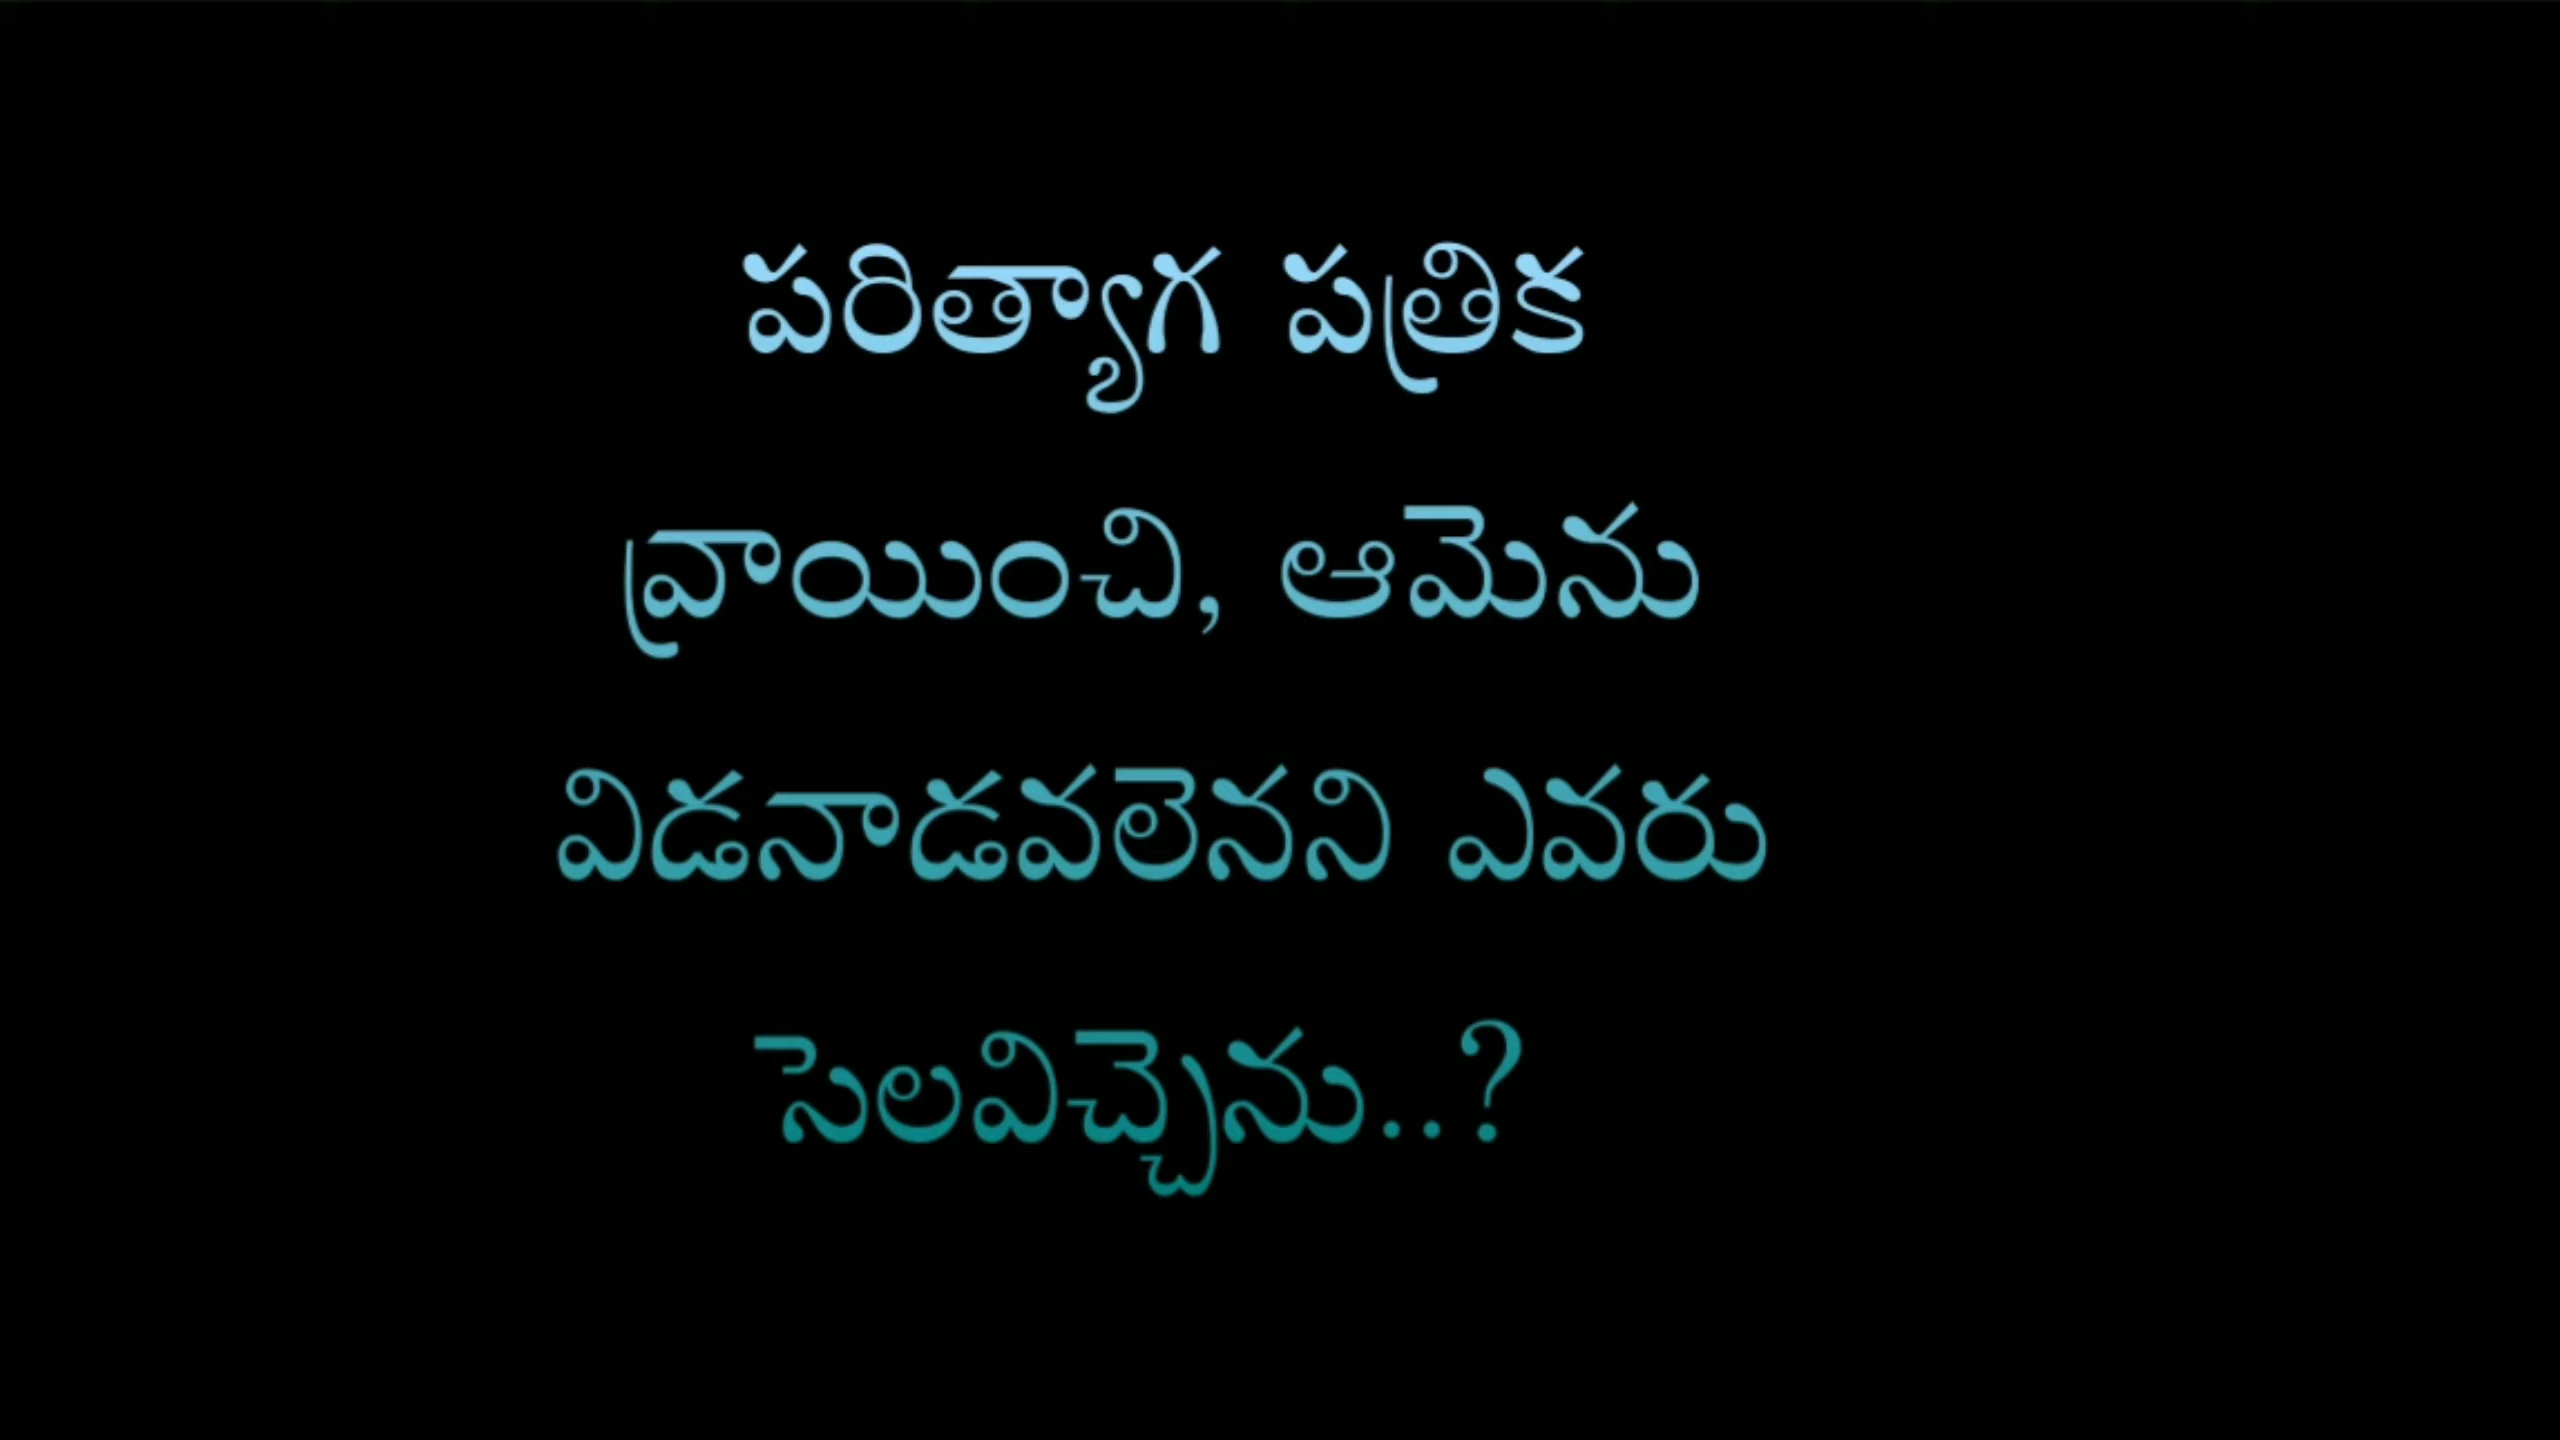 పరిత్యాగ పత్రిక
వ్రాయించి, ఆమెను
విడనాడవలెనని ఎవరు
సెలవిచ్చెను..?